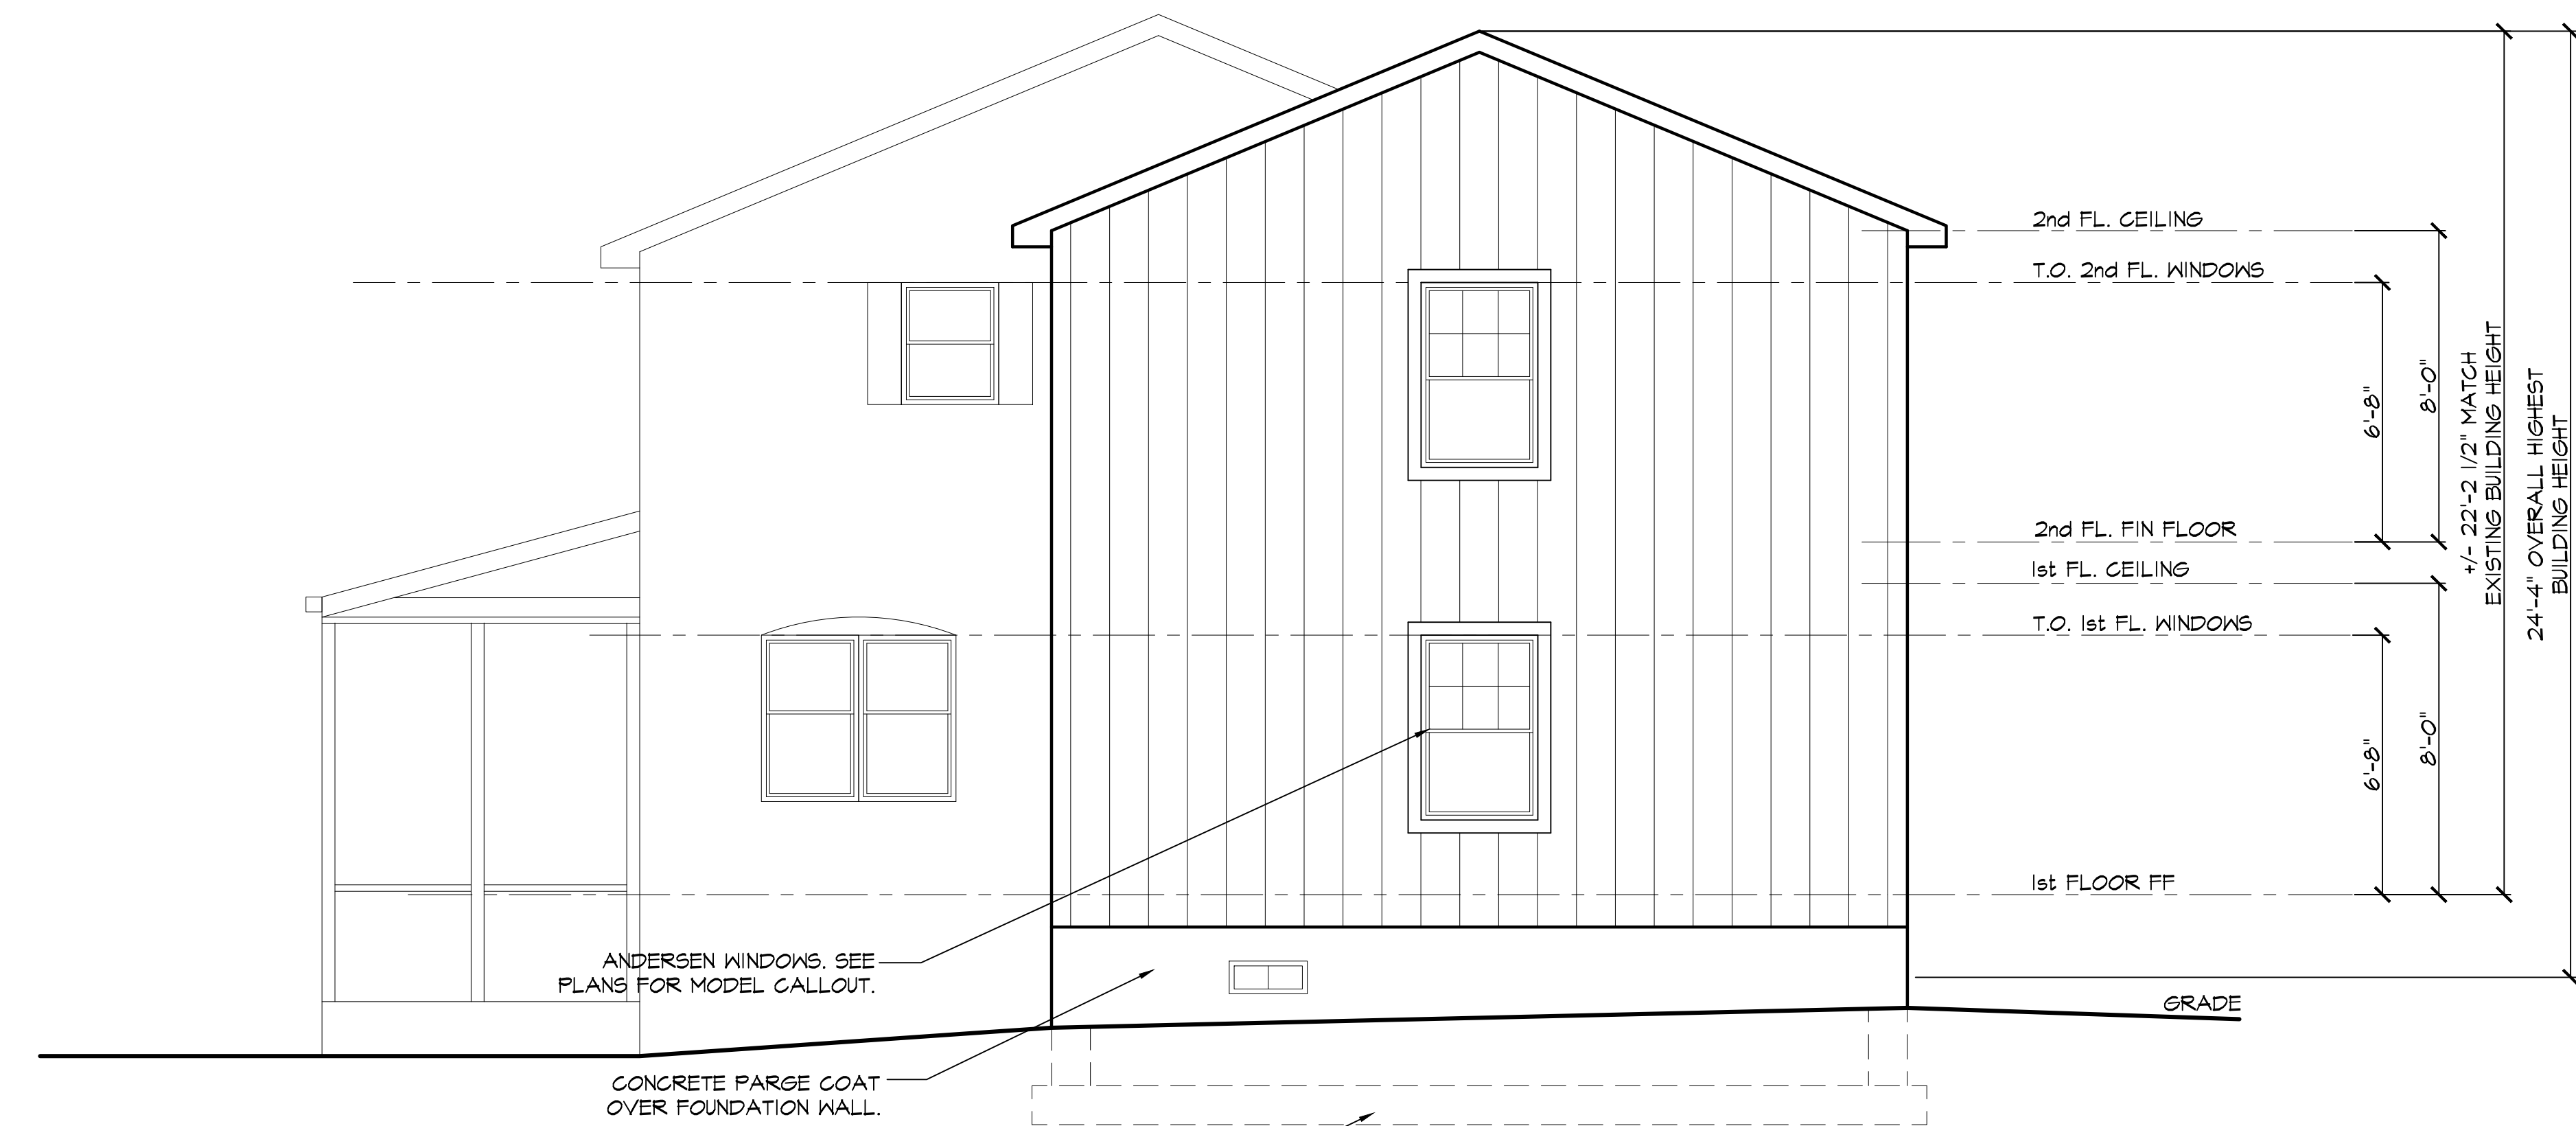 2nd FL. CEILING
T.O. 2nd FL. WINDOWS
2nd FL. FIN FLOOR
1st FL. CEILING
T.O. 1st FL. WINDOWS
1st FLOOR FF
GRADE
6'-8"
8'-0"
6'-8"
8'-0"
+/- 22'-2 1/2" MATCH
EXISTING BUILDING HEIGHT
24'-4" OVERALL HIGHEST
BUILDING HEIGHT
ANDERSEN WINDOWS. SEE
PLANS FOR MODEL CALLOUT.
CONCRETE PARGE COAT
OVER FOUNDATION WALL.